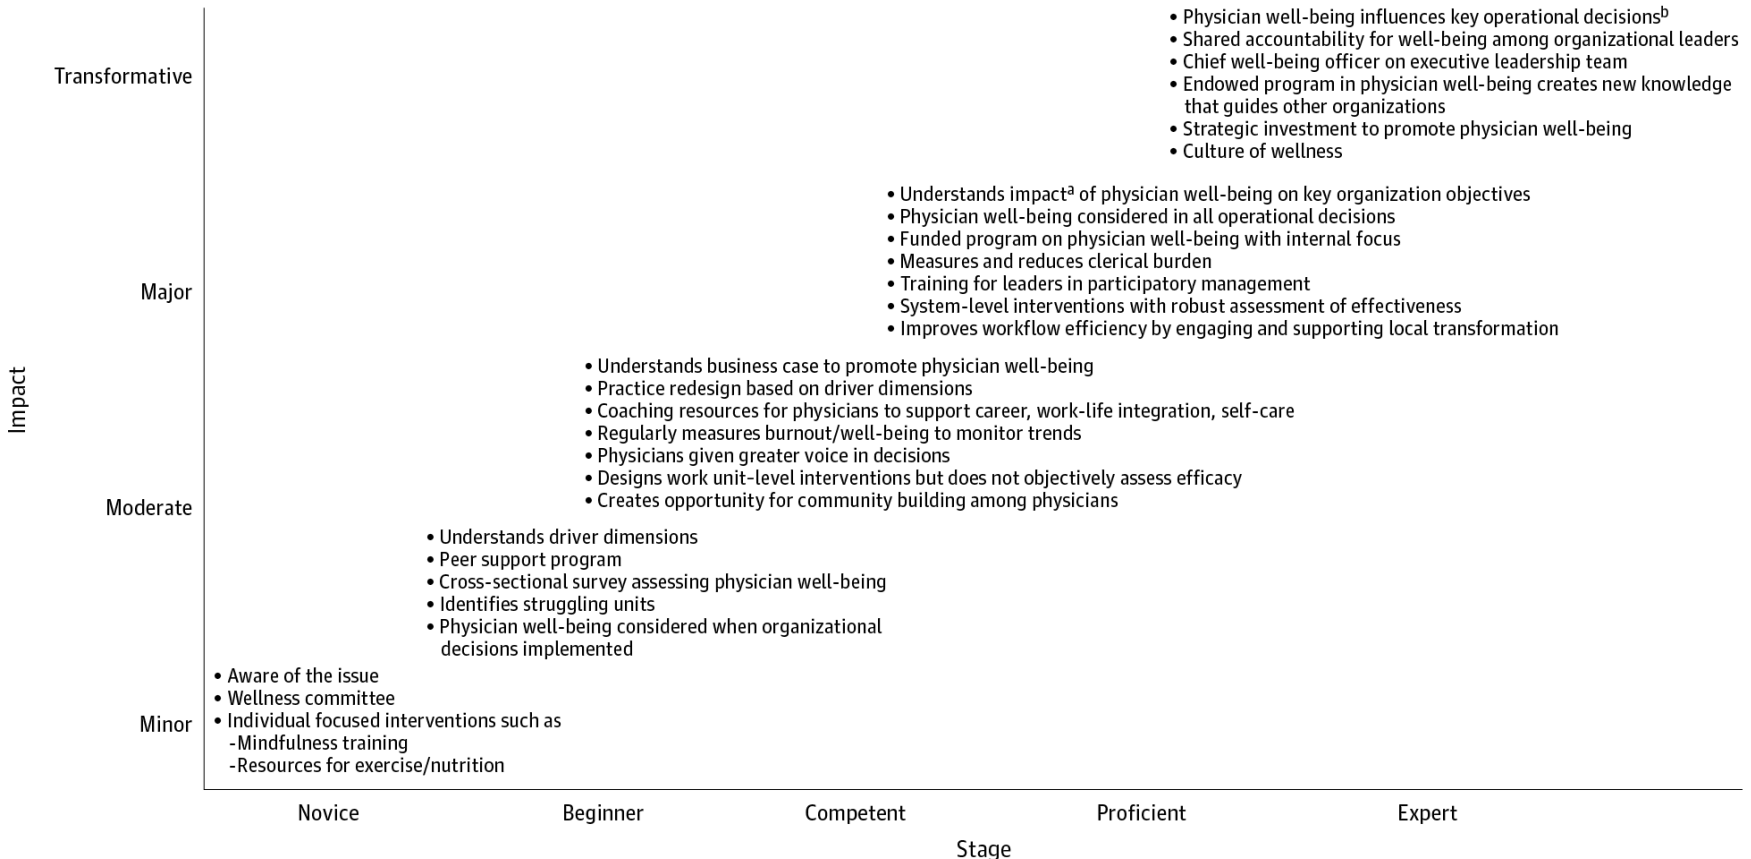 • Physician well-being influences key operational decisionsᵇ
• Shared accountability for well-being among organizational leaders
• Chief well-being officer on executive leadership team
• Endowed program in physician well-being creates new knowledge
that guides other organizations
• Strategic investment to promote physician well-being
• Culture of wellness
Transformative
• Understands impactᵃ of physician well-being on key organization objectives
• Physician well-being considered in all operational decisions
• Funded program on physician well-being with internal focus
• Measures and reduces clerical burden
• Training for leaders in participatory management
• System-level interventions with robust assessment of effectiveness
• Improves workflow efficiency by engaging and supporting local transformation
Major
• Understands business case to promote physician well-being
• Practice redesign based on driver dimensions
• Coaching resources for physicians to support career, work-life integration, self-care
• Regularly measures burnout/well-being to monitor trends
• Physicians given greater voice in decisions
• Designs work unit-level interventions but does not objectively assess efficacy
• Creates opportunity for community building among physicians
Impact
Moderate
• Understands driver dimensions
• Peer support program
• Cross-sectional survey assessing physician well-being
• Identifies struggling units
• Physician well-being considered when organizational
decisions implemented
• Aware of the issue
• Wellness committee
• Individual focused interventions such as
-Mindfulness training
-Resources for exercise/nutrition
Minor
Novice
Beginner
Competent
Proficient
Expert
Stage